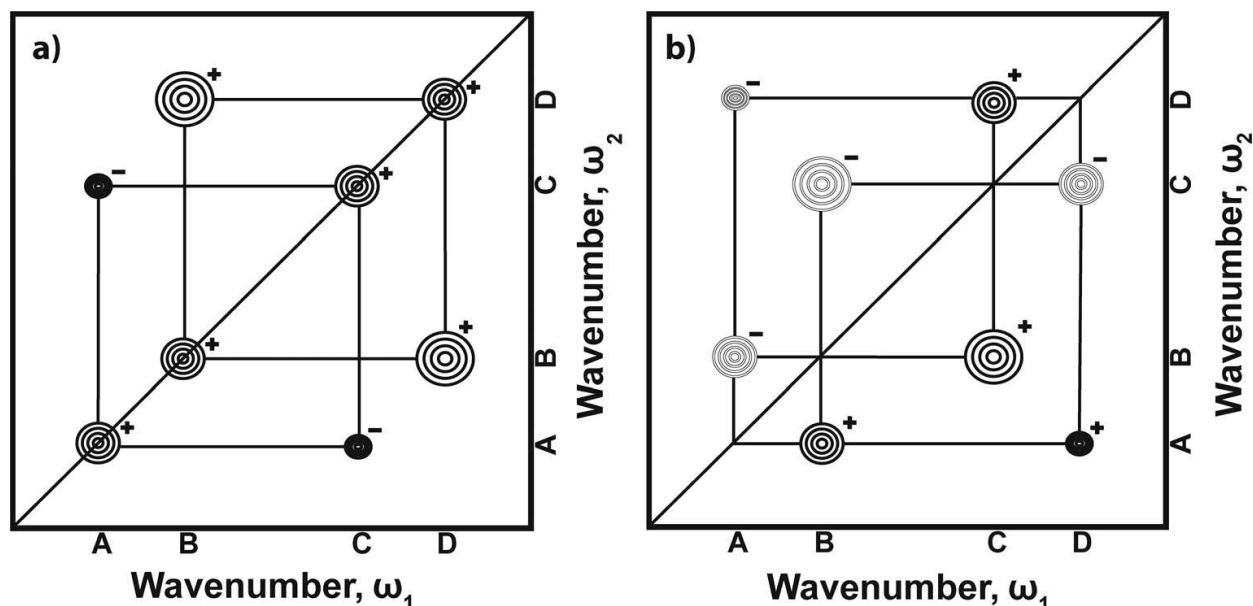 a)
+
+
-
+
+
+
+
-
D
C
B
A
Wavenumber, ω2
A B C D
Wavenumber, ω1
b)
-
+
-
-
-
+
+
+
D
C
B
A
Wavenumber, ω2
A B C D
Wavenumber, ω1